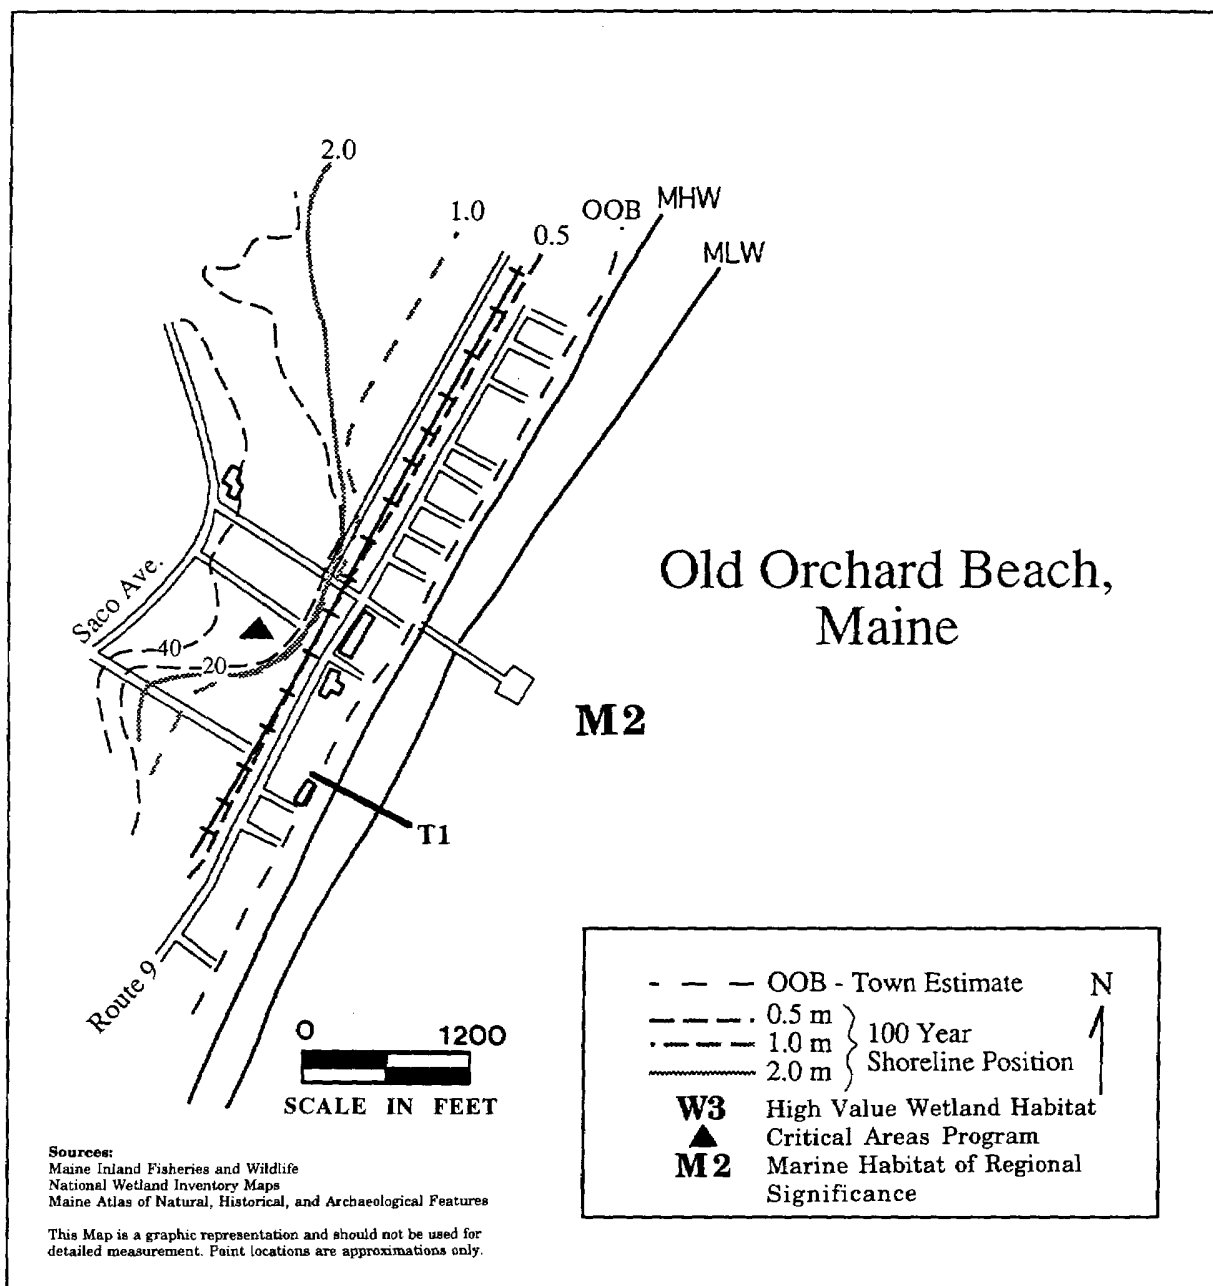 2.0
1.0
OOB
MHW
0.5
MLW
Saco Ave.
40
20
Old Orchard Beach,
Maine
M2
T1
Route 9
0 1200
SCALE IN FEET
OOB - Town Estimate
N
0.5 m
1.0 m
2.0 m
100 Year
Shoreline Position
W3 High Value Wetland Habitat
Critical Areas Program
M2 Marine Habitat of Regional
Significance
Sources:
Maine Inland Fisheries and Wildlife
National Wetland Inventory Maps
Maine Atlas of Natural, Historical, and Archaeological Features
This Map is a graphic representation and should not be used for
detailed measurement. Point locations are approximations only.